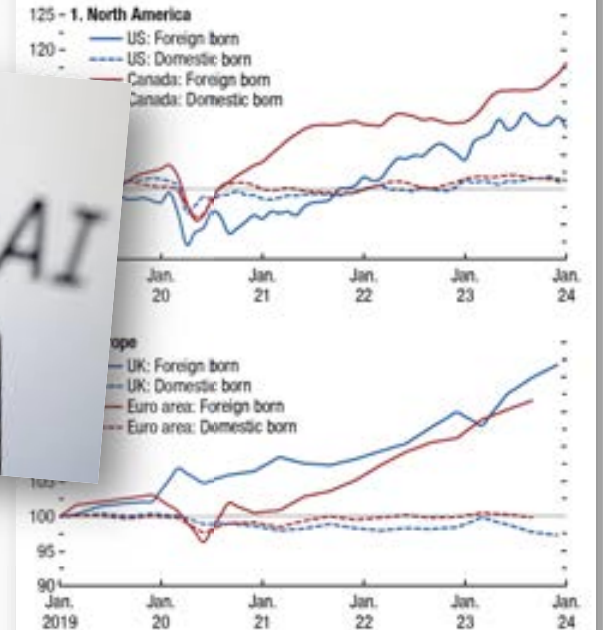 125
1. North America
120
US: Foreign born
US: Domestic born
Canada: Foreign born
Canada: Domestic born
AI
Jan. Jan. Jan. Jan. Jan.
20 21 22 23 24
UK: Foreign born
UK: Domestic born
Euro area: Foreign born
Euro area: Domestic born
105
100
95
90
Jan. Jan. Jan. Jan. Jan. Jan.
2019 20 21 22 23 24